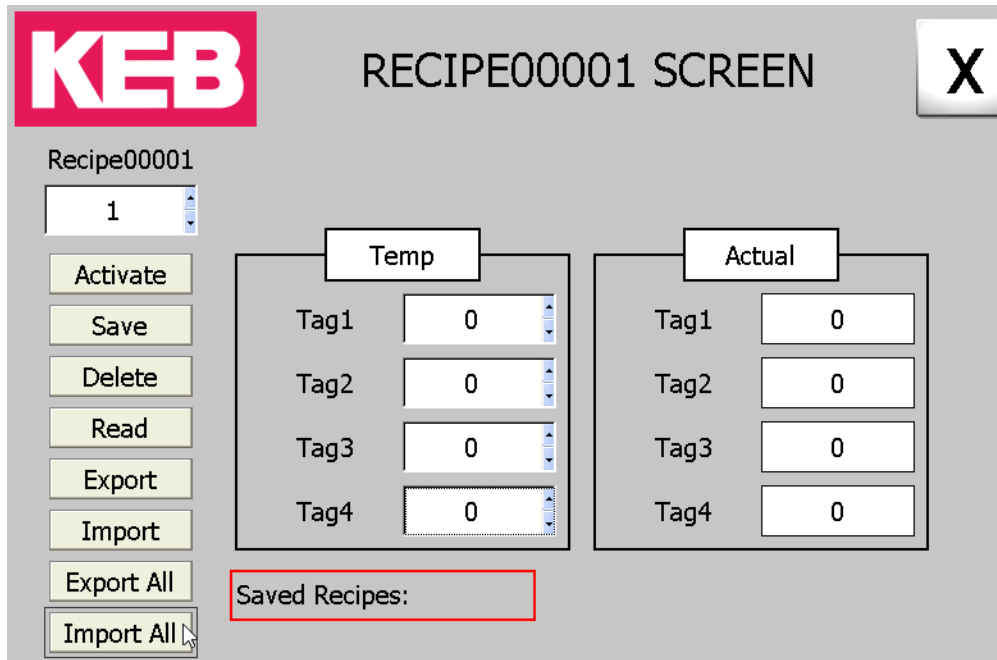 KEB
RECIPE00001 SCREEN
X
Recipe00001
1
Activate
Save
Delete
Read
Export
Import
Export All
Import All
Temp
Tag1 0
Tag2 0
Tag3 0
Tag4 0
Actual
Tag1 0
Tag2 0
Tag3 0
Tag4 0
Saved Recipes: